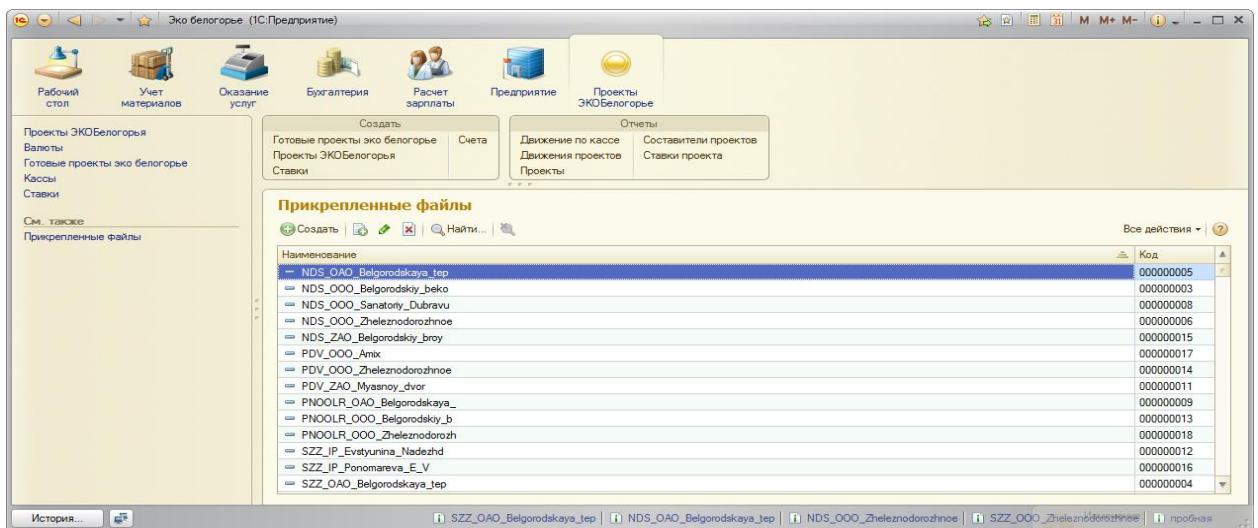 Эко белогорье (1С:Предприятие)
M M+ M-
Рабочий стол
Учет материалов
Оказание услуг
Бухгалтерия
Расчет зарплаты
Предприятие
Проекты ЭКОБелогорье
Проекты ЭКОБелогорья
Валюты
Готовые проекты эко белогорье
Кассы
Ставки
См. также
Прикрепленные файлы
Создать
Готовые проекты эко белогорье Счета
Проекты ЭКОБелогорья
Ставки
Отчеты
Движение по кассе Составители проектов
Движения проектов Ставки проекта
Проекты
Прикрепленные файлы
Создать Найти... Все действия
Наименование Код
NDS_OAO_Belgorodskaya_tep 000000005
NDS_OOO_Belgorodskiy_beko 000000003
NDS_OOO_Sanatoriy_Dubravu 000000008
NDS_OOO_Zheleznodorozhnoe 000000006
NDS_ZAO_Belgorodskiy_broy 000000015
PDV_OOO_Amix 000000017
PDV_OOO_Zheleznodorozhnoe 000000014
PDV_ZAO_Myasnoy_dvor 000000011
PNOOLR_OAO_Belgorodskaya_ 000000009
PNOOLR_OOO_Belgorodskiy_b 000000013
PNOOLR_OOO_Zheleznodorozh 000000018
SZZ_IP_Evstyunina_Nadezhd 000000012
SZZ_IP_Ponomareva_E_V 000000016
SZZ_OAO_Belgorodskaya_tep 000000004
История... SZZ_OAO_Belgorodskaya_tep NDS_OAO_Belgorodskaya_tep NDS_OOO_Zheleznodorozhnoe SZZ_OOO_Zheleznodorozhnoe пробная